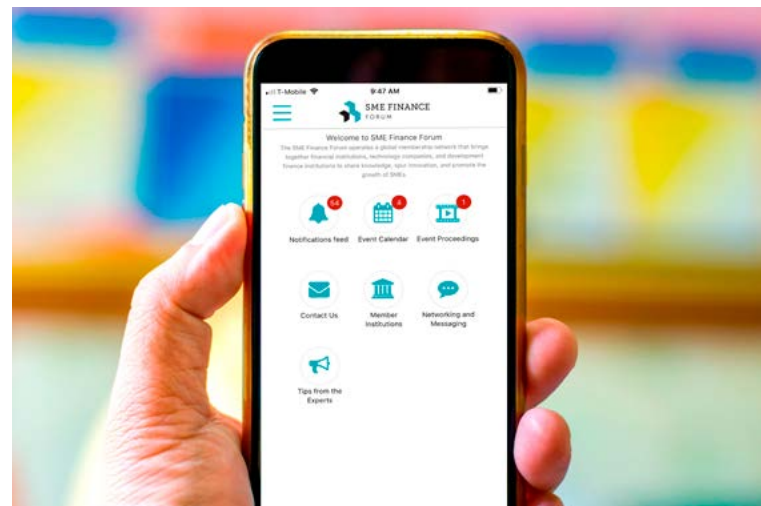 T-Mobile 9:47 AM
SME FINANCE
FORUM
Welcome to SME Finance Forum
The SME Finance Forum operates a global membership network that brings
together financial institutions, technology companies, and development
finance institutions to share knowledge, spur innovation, and promote the
growth of SMEs.
64 4 1
Notifications feed Event Calendar Event Proceedings
Contact Us Member Networking and
Institutions Messaging
Tips from the
Experts